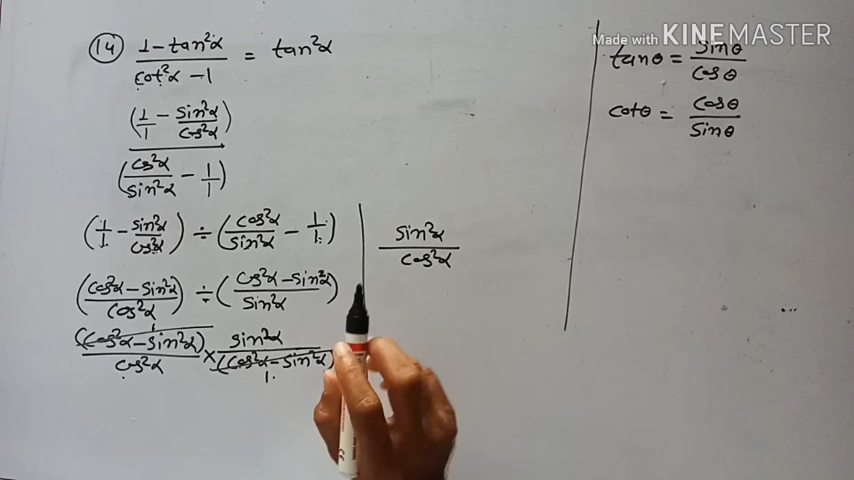 (14) (1 - tan²α)/(cot²α - 1) = tan²α
(1/1 - sin²α/cos²α)
(cos²α/sin²α - 1/1)
(1/1 - sin²α/cos²α) ÷ (cos²α/sin²α - 1/1)
((cos²α - sin²α)/cos²α) ÷ ((cos²α - sin²α)/sin²α)
(cos²α - sin²α)/cos²α × sin²α/(cos²α - sin²α)
1
1
sin²α/cos²α
Made with KINEMASTER
tanθ = sinθ/cosθ
cotθ = cosθ/sinθ